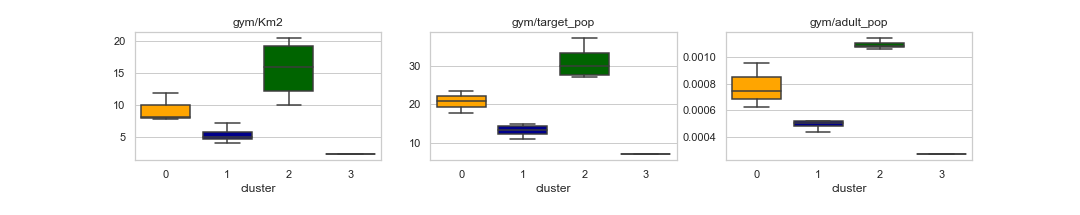 gym/Km2
20
15
10
5
0 1 2 3
cluster
gym/target_pop
30
20
10
0 1 2 3
cluster
gym/adult_pop
0.0010
0.0008
0.0006
0.0004
0 1 2 3
cluster